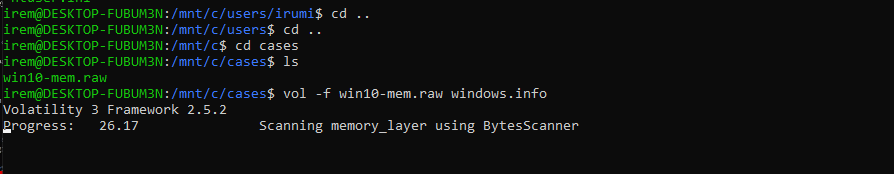 irem@DESKTOP-FUBUM3N:/mnt/c/users/irumi$ cd ..
irem@DESKTOP-FUBUM3N:/mnt/c/users$ cd ..
irem@DESKTOP-FUBUM3N:/mnt/c$ cd cases
irem@DESKTOP-FUBUM3N:/mnt/c/cases$ ls
win10-mem.raw
irem@DESKTOP-FUBUM3N:/mnt/c/cases$ vol -f win10-mem.raw windows.info
Volatility 3 Framework 2.5.2
Progress:   26.17               Scanning memory_layer using BytesScanner